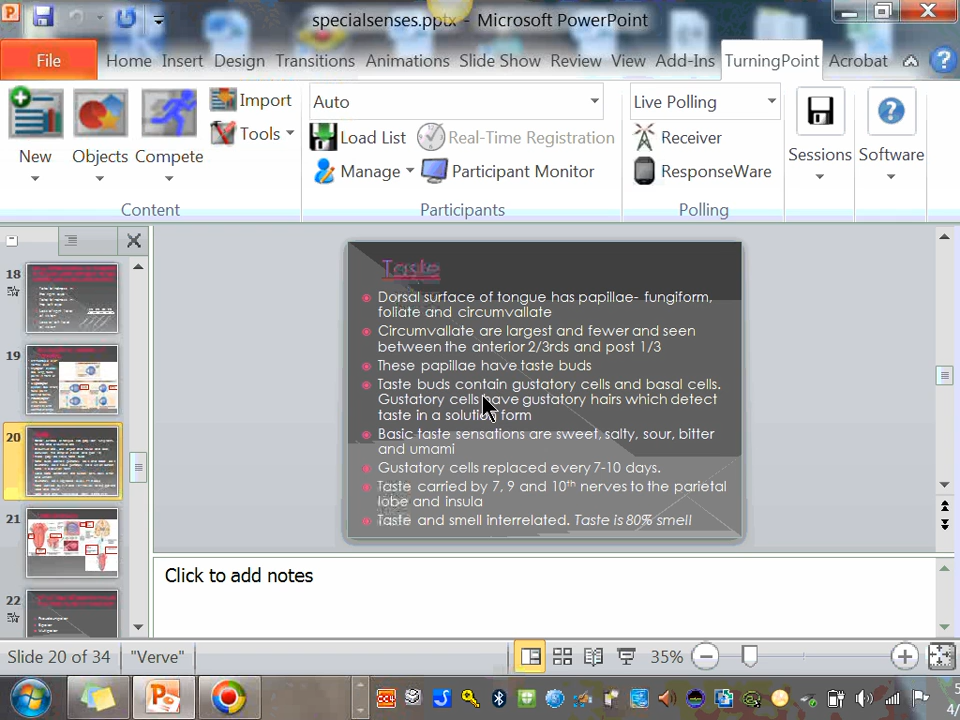 specialsenses.pptx - Microsoft PowerPoint
File Home Insert Design Transitions Animations Slide Show Review View Add-Ins TurningPoint Acrobat
Import Auto Live Polling
Tools Load List Real-Time Registration Receiver
New Objects Compete Manage Participant Monitor ResponseWare Sessions Software
Content Participants Polling
18
19
20
21
22
Taste
Dorsal surface of tongue has papillae- fungiform,
foliate and circumvallate
Circumvallate are largest and fewer and seen
between the anterior 2/3rds and post 1/3
These papillae have taste buds
Taste buds contain gustatory cells and basal cells.
Gustatory cells have gustatory hairs which detect
taste in a solution form
Basic taste sensations are sweet, salty, sour, bitter
and umami
Gustatory cells replaced every 7-10 days.
Taste carried by 7, 9 and 10th nerves to the parietal
lobe and insula
Taste and smell interrelated. Taste is 80% smell
Click to add notes
Slide 20 of 34 "Verve" 35%